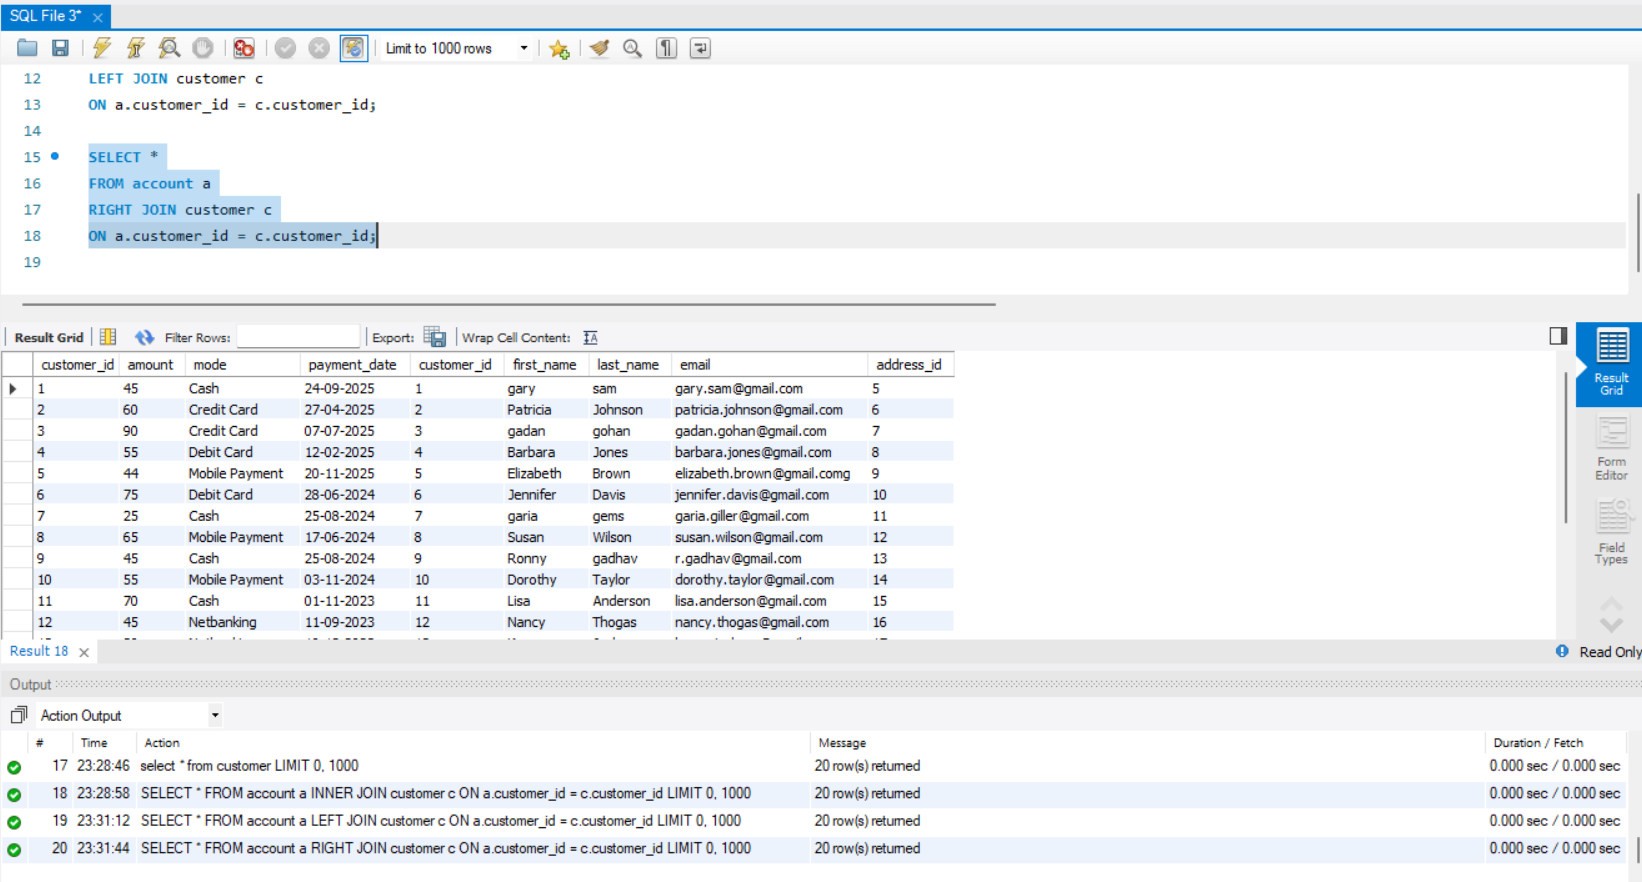 SQL File 3*
Limit to 1000 rows
12 LEFT JOIN customer c
13 ON a.customer_id = c.customer_id;
14
15 SELECT *
16 FROM account a
17 RIGHT JOIN customer c
18 ON a.customer_id = c.customer_id;
19
Result Grid Filter Rows: Export: Wrap Cell Content:
customer_id amount mode payment_date customer_id first_name last_name email address_id
1 45 Cash 24-09-2025 1 gary sam gary.sam@gmail.com 5
2 60 Credit Card 27-04-2025 2 Patricia Johnson patricia.johnson@gmail.com 6
3 90 Credit Card 07-07-2025 3 gadan gohan gadan.gohan@gmail.com 7
4 55 Debit Card 12-02-2025 4 Barbara Jones barbara.jones@gmail.com 8
5 44 Mobile Payment 20-11-2025 5 Elizabeth Brown elizabeth.brown@gmail.comg 9
6 75 Debit Card 28-06-2024 6 Jennifer Davis jennifer.davis@gmail.com 10
7 25 Cash 25-08-2024 7 garia gems garia.giller@gmail.com 11
8 65 Mobile Payment 17-06-2024 8 Susan Wilson susan.wilson@gmail.com 12
9 45 Cash 25-08-2024 9 Ronny gadhav r.gadhav@gmail.com 13
10 55 Mobile Payment 03-11-2024 10 Dorothy Taylor dorothy.taylor@gmail.com 14
11 70 Cash 01-11-2023 11 Lisa Anderson lisa.anderson@gmail.com 15
12 45 Netbanking 11-09-2023 12 Nancy Thogas nancy.thogas@gmail.com 16
Result
Grid
Form
Editor
Field
Types
Result 18
Read Only
Output
Action Output
# Time Action Message Duration / Fetch
17 23:28:46 select * from customer LIMIT 0, 1000 20 row(s) returned 0.000 sec / 0.000 sec
18 23:28:58 SELECT * FROM account a INNER JOIN customer c ON a.customer_id = c.customer_id LIMIT 0, 1000 20 row(s) returned 0.000 sec / 0.000 sec
19 23:31:12 SELECT * FROM account a LEFT JOIN customer c ON a.customer_id = c.customer_id LIMIT 0, 1000 20 row(s) returned 0.000 sec / 0.000 sec
20 23:31:44 SELECT * FROM account a RIGHT JOIN customer c ON a.customer_id = c.customer_id LIMIT 0, 1000 20 row(s) returned 0.000 sec / 0.000 sec